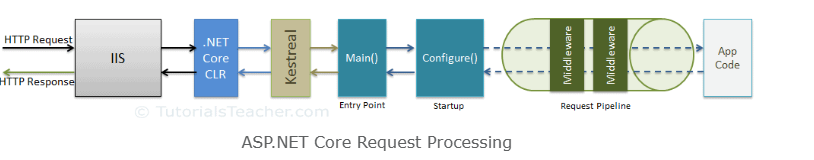 HTTP Request
HTTP Response
IIS
.NET
Core
CLR
Kestreal
Main()
Entry Point
Configure()
Startup
Middleware
Middleware
Request Pipeline
App
Code
© TutorialsTeacher.com
ASP.NET Core Request Processing